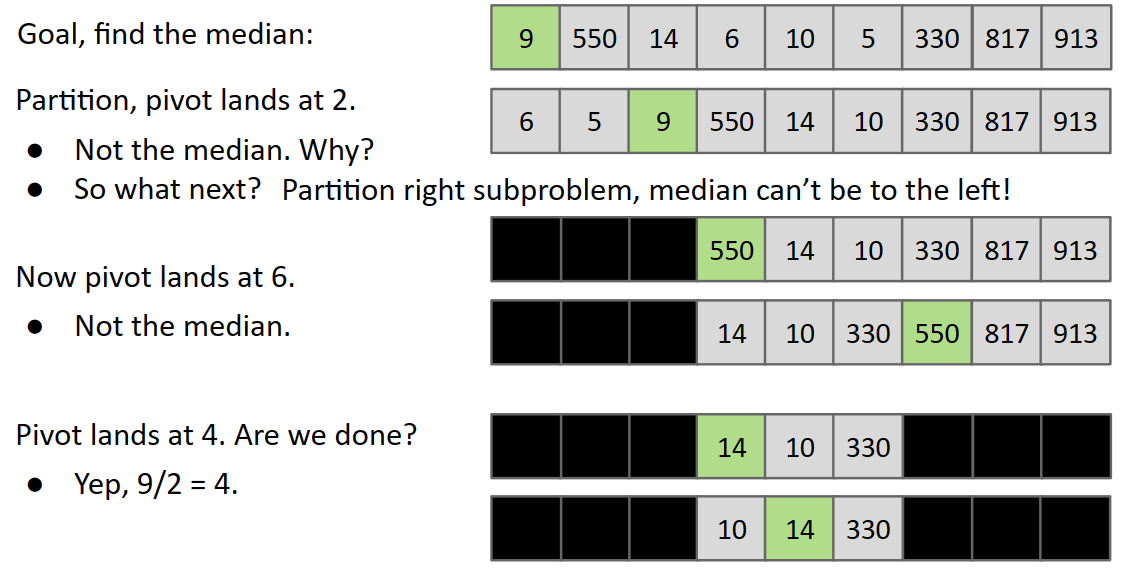 Goal, find the median:
9 550 14 6 10 5 330 817 913
Partition, pivot lands at 2.
6 5 9 550 14 10 330 817 913
● Not the median. Why?
● So what next? Partition right subproblem, median can’t be to the left!
550 14 10 330 817 913
Now pivot lands at 6.
● Not the median.
14 10 330 550 817 913
Pivot lands at 4. Are we done?
14 10 330
● Yep, 9/2 = 4.
10 14 330